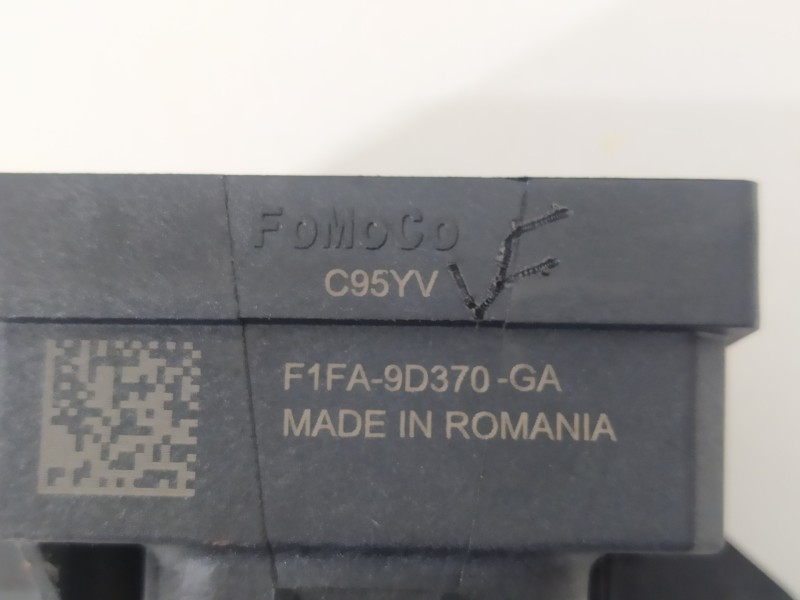 FoMoCo
C95YV
F1FA-9D370-GA
MADE IN ROMANIA